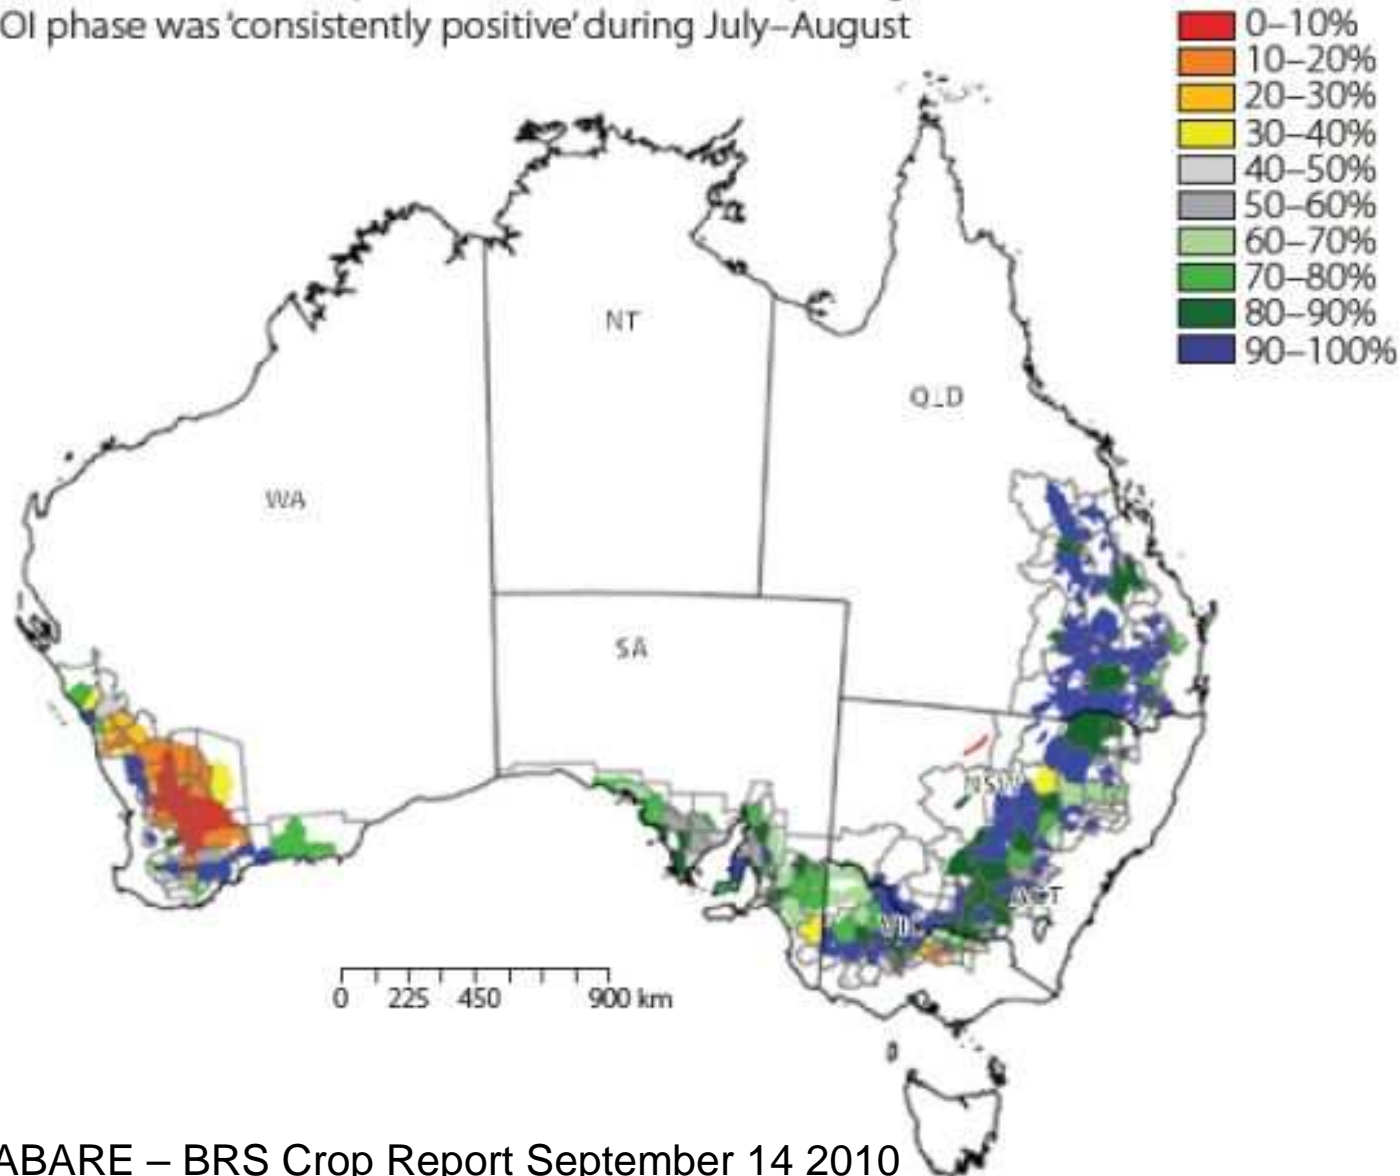 OI phase was ‘consistently positive’ during July–August
0–10%
10–20%
20–30%
30–40%
40–50%
50–60%
60–70%
70–80%
80–90%
90–100%
NT
QLD
WA
SA
NSW
ACT
0 225 450 900 km
ABARE – BRS Crop Report September 14 2010